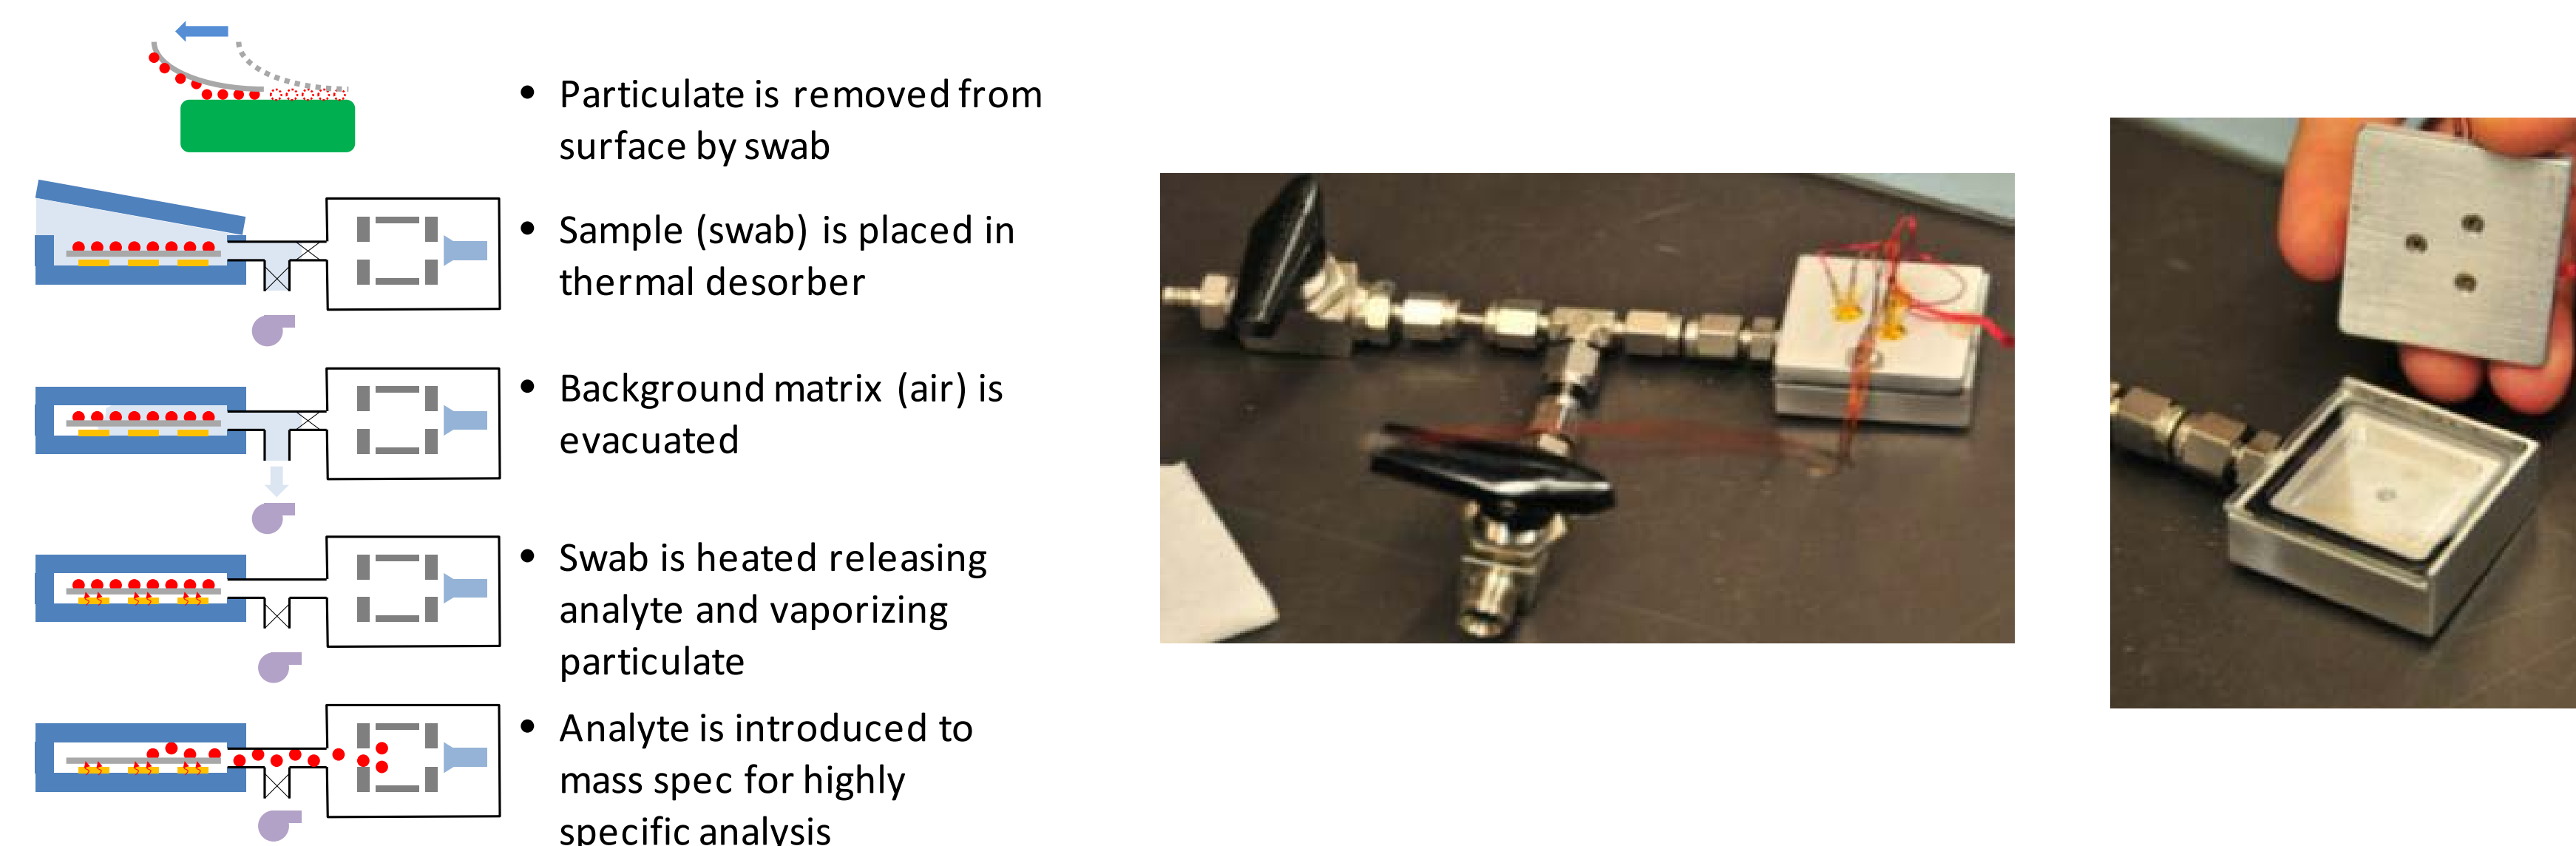 • Particulate is removed from
surface by swab
• Sample (swab) is placed in
thermal desorber
• Background matrix (air) is
evacuated
• Swab is heated releasing
analyte and vaporizing
particulate
• Analyte is introduced to
mass spec for highly
specific analysis